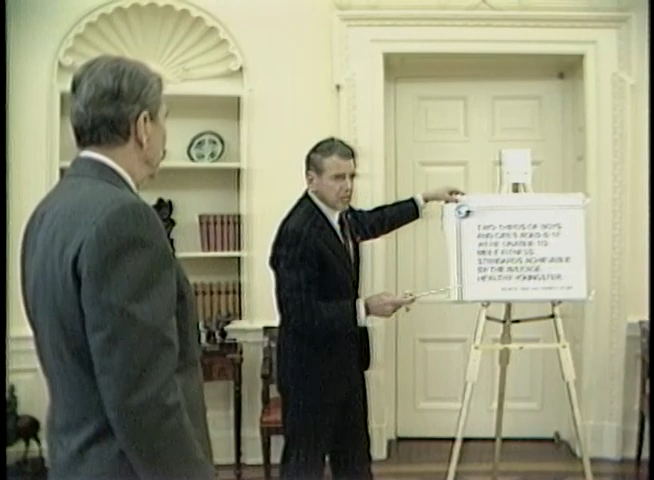 TWO THIRDS OF BOYS
AND GIRLS AGED 6-17
WERE UNABLE TO
MEET FITNESS
STANDARDS ACHIEVABLE
BY THE AVERAGE
HEALTHY YOUNGSTER